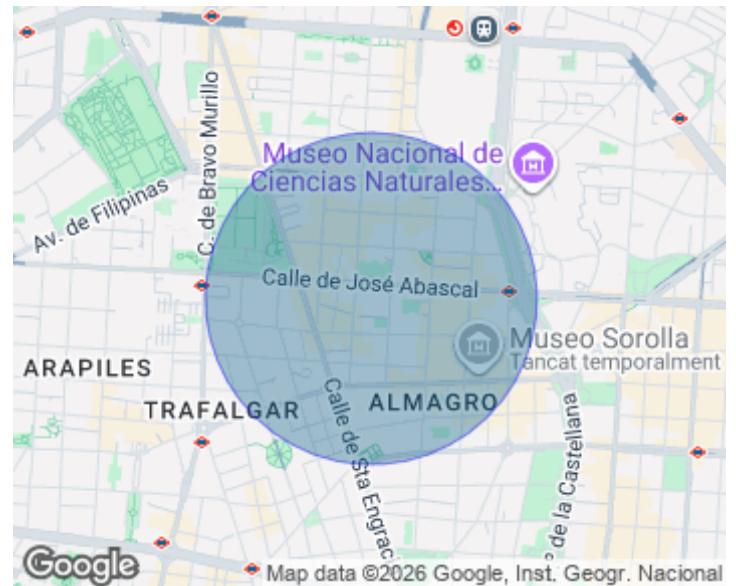 Museo Nacional de
Ciencias Naturales...
C. de Bravo Murillo
Av. de Filipinas
Calle de José Abascal
Museo Sorolla
Tancat temporalment
ARAPILES
TRAFALGAR
ALMAGRO
Calle de Sta Engraci
º de la Castellana
Google
Map data ©2026 Google, Inst. Geogr. Nacional